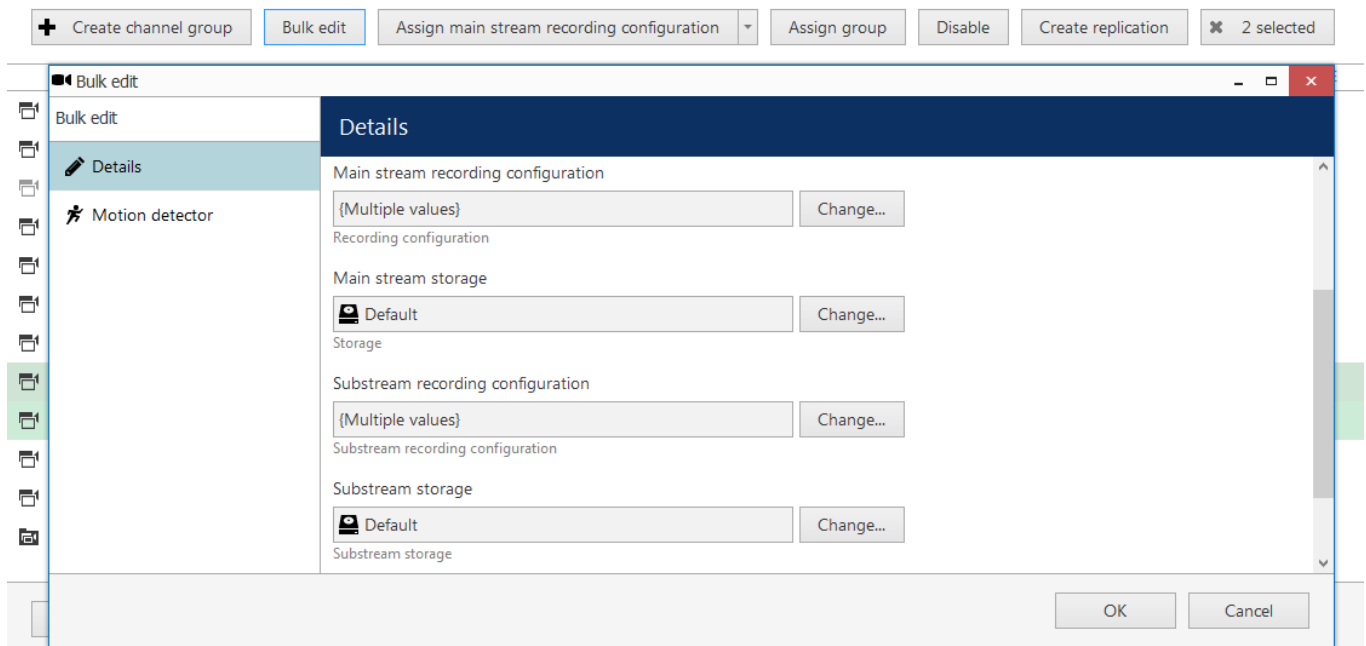 Create channel group Bulk edit Assign main stream recording configuration Assign group Disable Create replication 2 selected
Bulk edit
Bulk edit
Details
Motion detector
Details
Main stream recording configuration
{Multiple values} Change...
Recording configuration
Main stream storage
Default Change...
Storage
Substream recording configuration
{Multiple values} Change...
Substream recording configuration
Substream storage
Default Change...
Substream storage
OK Cancel